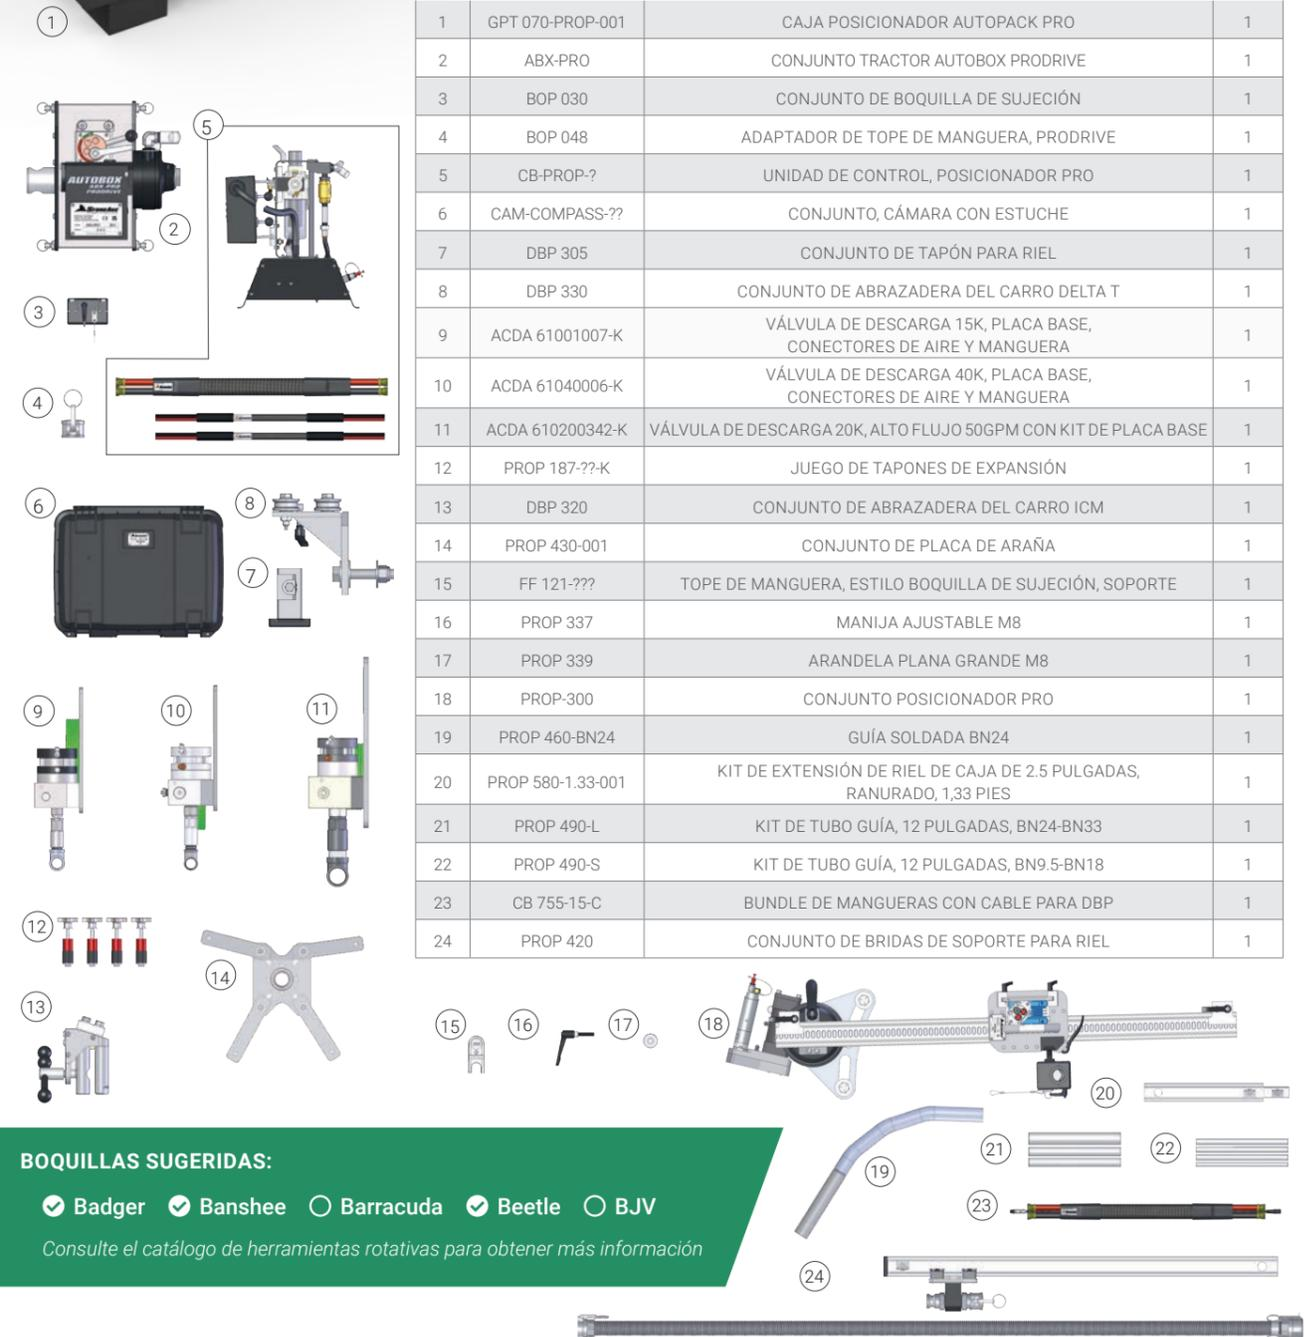 1 GPT 070-PROP-001 CAJA POSICIONADOR AUTOPACK PRO 1
2 ABX-PRO CONJUNTO TRACTOR AUTOBOX PRODRIVE 1
3 BOP 030 CONJUNTO DE BOQUILLA DE SUJECIÓN 1
4 BOP 048 ADAPTADOR DE TOPE DE MANGUERA, PRODRIVE 1
5 CB-PROP-? UNIDAD DE CONTROL, POSICIONADOR PRO 1
6 CAM-COMPASS-?? CONJUNTO, CÁMARA CON ESTUCHE 1
7 DBP 305 CONJUNTO DE TAPÓN PARA RIEL 1
8 DBP 330 CONJUNTO DE ABRAZADERA DEL CARRO DELTA T 1
9 ACDA 61001007-K VÁLVULA DE DESCARGA 15K, PLACA BASE,
CONECTORES DE AIRE Y MANGUERA 1
10 ACDA 61040006-K VÁLVULA DE DESCARGA 40K, PLACA BASE,
CONECTORES DE AIRE Y MANGUERA 1
11 ACDA 610200342-K VÁLVULA DE DESCARGA 20K, ALTO FLUJO 50GPM CON KIT DE PLACA BASE 1
12 PROP 187-??-K JUEGO DE TAPONES DE EXPANSIÓN 1
13 DBP 320 CONJUNTO DE ABRAZADERA DEL CARRO ICM 1
14 PROP 430-001 CONJUNTO DE PLACA DE ARAÑA 1
15 FF 121-??? TOPE DE MANGUERA, ESTILO BOQUILLA DE SUJECIÓN, SOPORTE 1
16 PROP 337 MANIJA AJUSTABLE M8 1
17 PROP 339 ARANDELA PLANA GRANDE M8 1
18 PROP-300 CONJUNTO POSICIONADOR PRO 1
19 PROP 460-BN24 GUÍA SOLDADA BN24 1
20 PROP 580-1.33-001 KIT DE EXTENSIÓN DE RIEL DE CAJA DE 2.5 PULGADAS,
RANURADO, 1,33 PIES 1
21 PROP 490-L KIT DE TUBO GUÍA, 12 PULGADAS, BN24-BN33 1
22 PROP 490-S KIT DE TUBO GUÍA, 12 PULGADAS, BN9.5-BN18 1
23 CB 755-15-C BUNDLE DE MANGUERAS CON CABLE PARA DBP 1
24 PROP 420 CONJUNTO DE BRIDAS DE SOPORTE PARA RIEL 1
1
2
AUTOBOX
ABX-PRO
PRODRIVE
3
4
5
6
7
8
9
10
11
12
13
14
15
16
17
18
19
20
21
22
23
24
BOQUILLAS SUGERIDAS:
Badger Banshee Barracuda Beetle BJV
Consulte el catálogo de herramientas rotativas para obtener más información